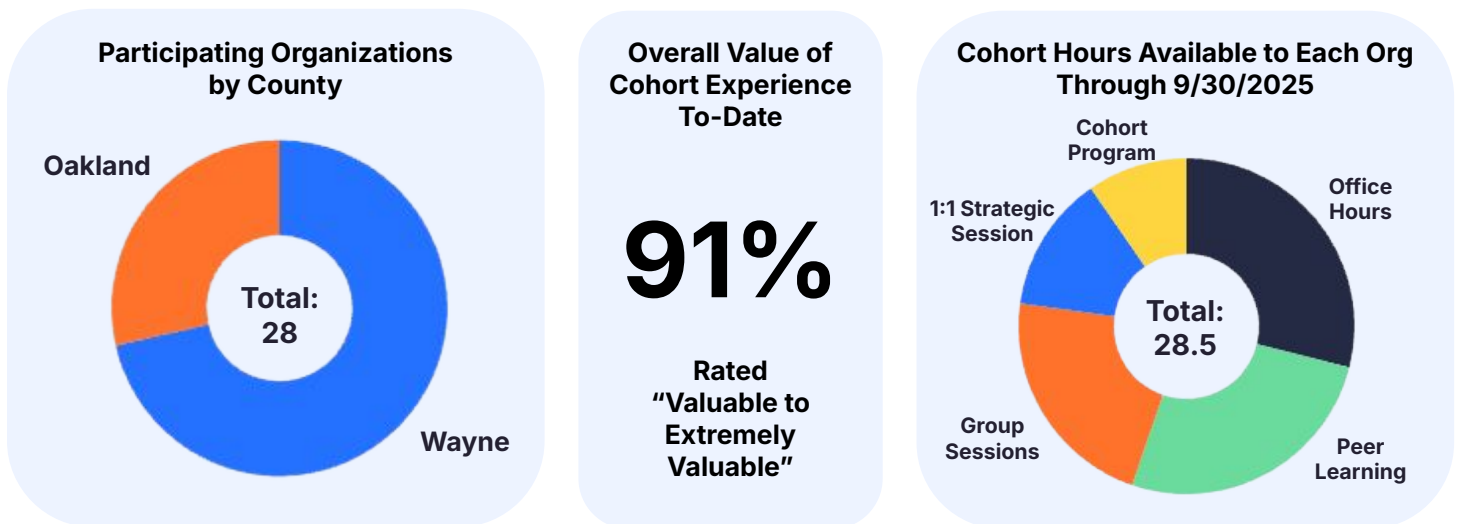 Participating Organizations
by County
Oakland
Total:
28
Wayne
Overall Value of
Cohort Experience
To-Date
91%
Rated
“Valuable to
Extremely
Valuable”
Cohort Hours Available to Each Org
Through 9/30/2025
Cohort
Program
Office
Hours
1:1 Strategic
Session
Total:
28.5
Group
Sessions
Peer
Learning